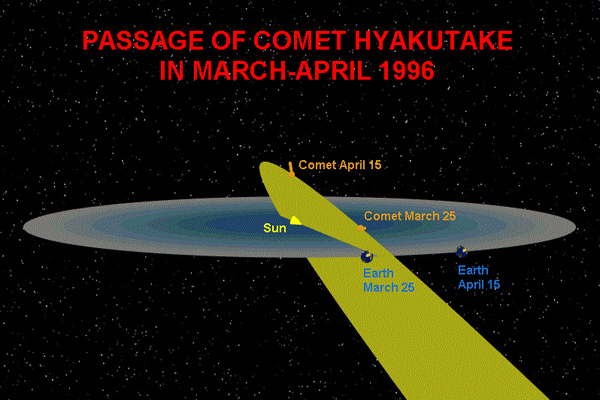 PASSAGE OF COMET HYAKUTAKE
IN MARCH-APRIL 1996
Comet April 15
Comet March 25
Sun
Earth
March 25
Earth
April 15